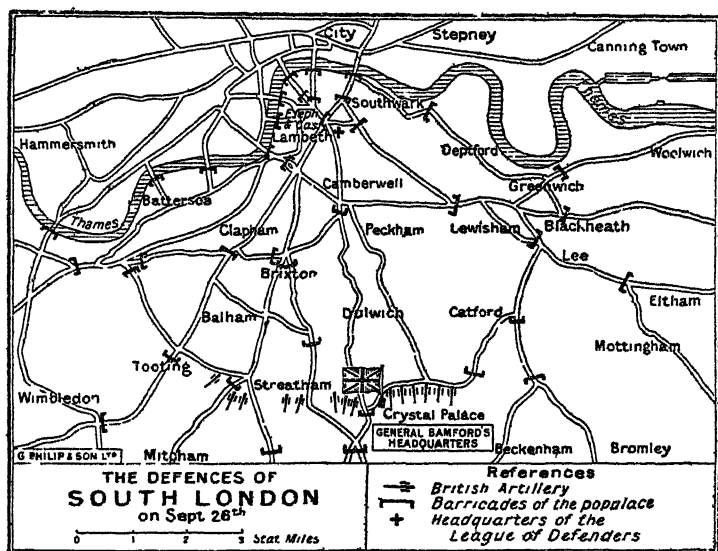 City
Stepney
Canning Town
Southwark
Eleph
& Cas.
Lambeth
Hammersmith
Deptford
Thames
Woolwich
Battersea
Camberwell
Greenwich
Thames
Clapham
Peckham
Lewisham
Blackheath
Brixton
Lee
Balham
Dulwich
Catford
Eltham
Mottingham
Tooting
Streatham
Wimbledon
Crystal Palace
GENERAL BAMFORD'S
HEADQUARTERS
G. PHILIP & SON LTD
Mitcham
Beckenham
Bromley
THE DEFENCES OF
SOUTH LONDON
on Sept 26th
0 1 2 3 Stat. Miles
References
British Artillery
Barricades of the populace
Headquarters of the
League of Defenders